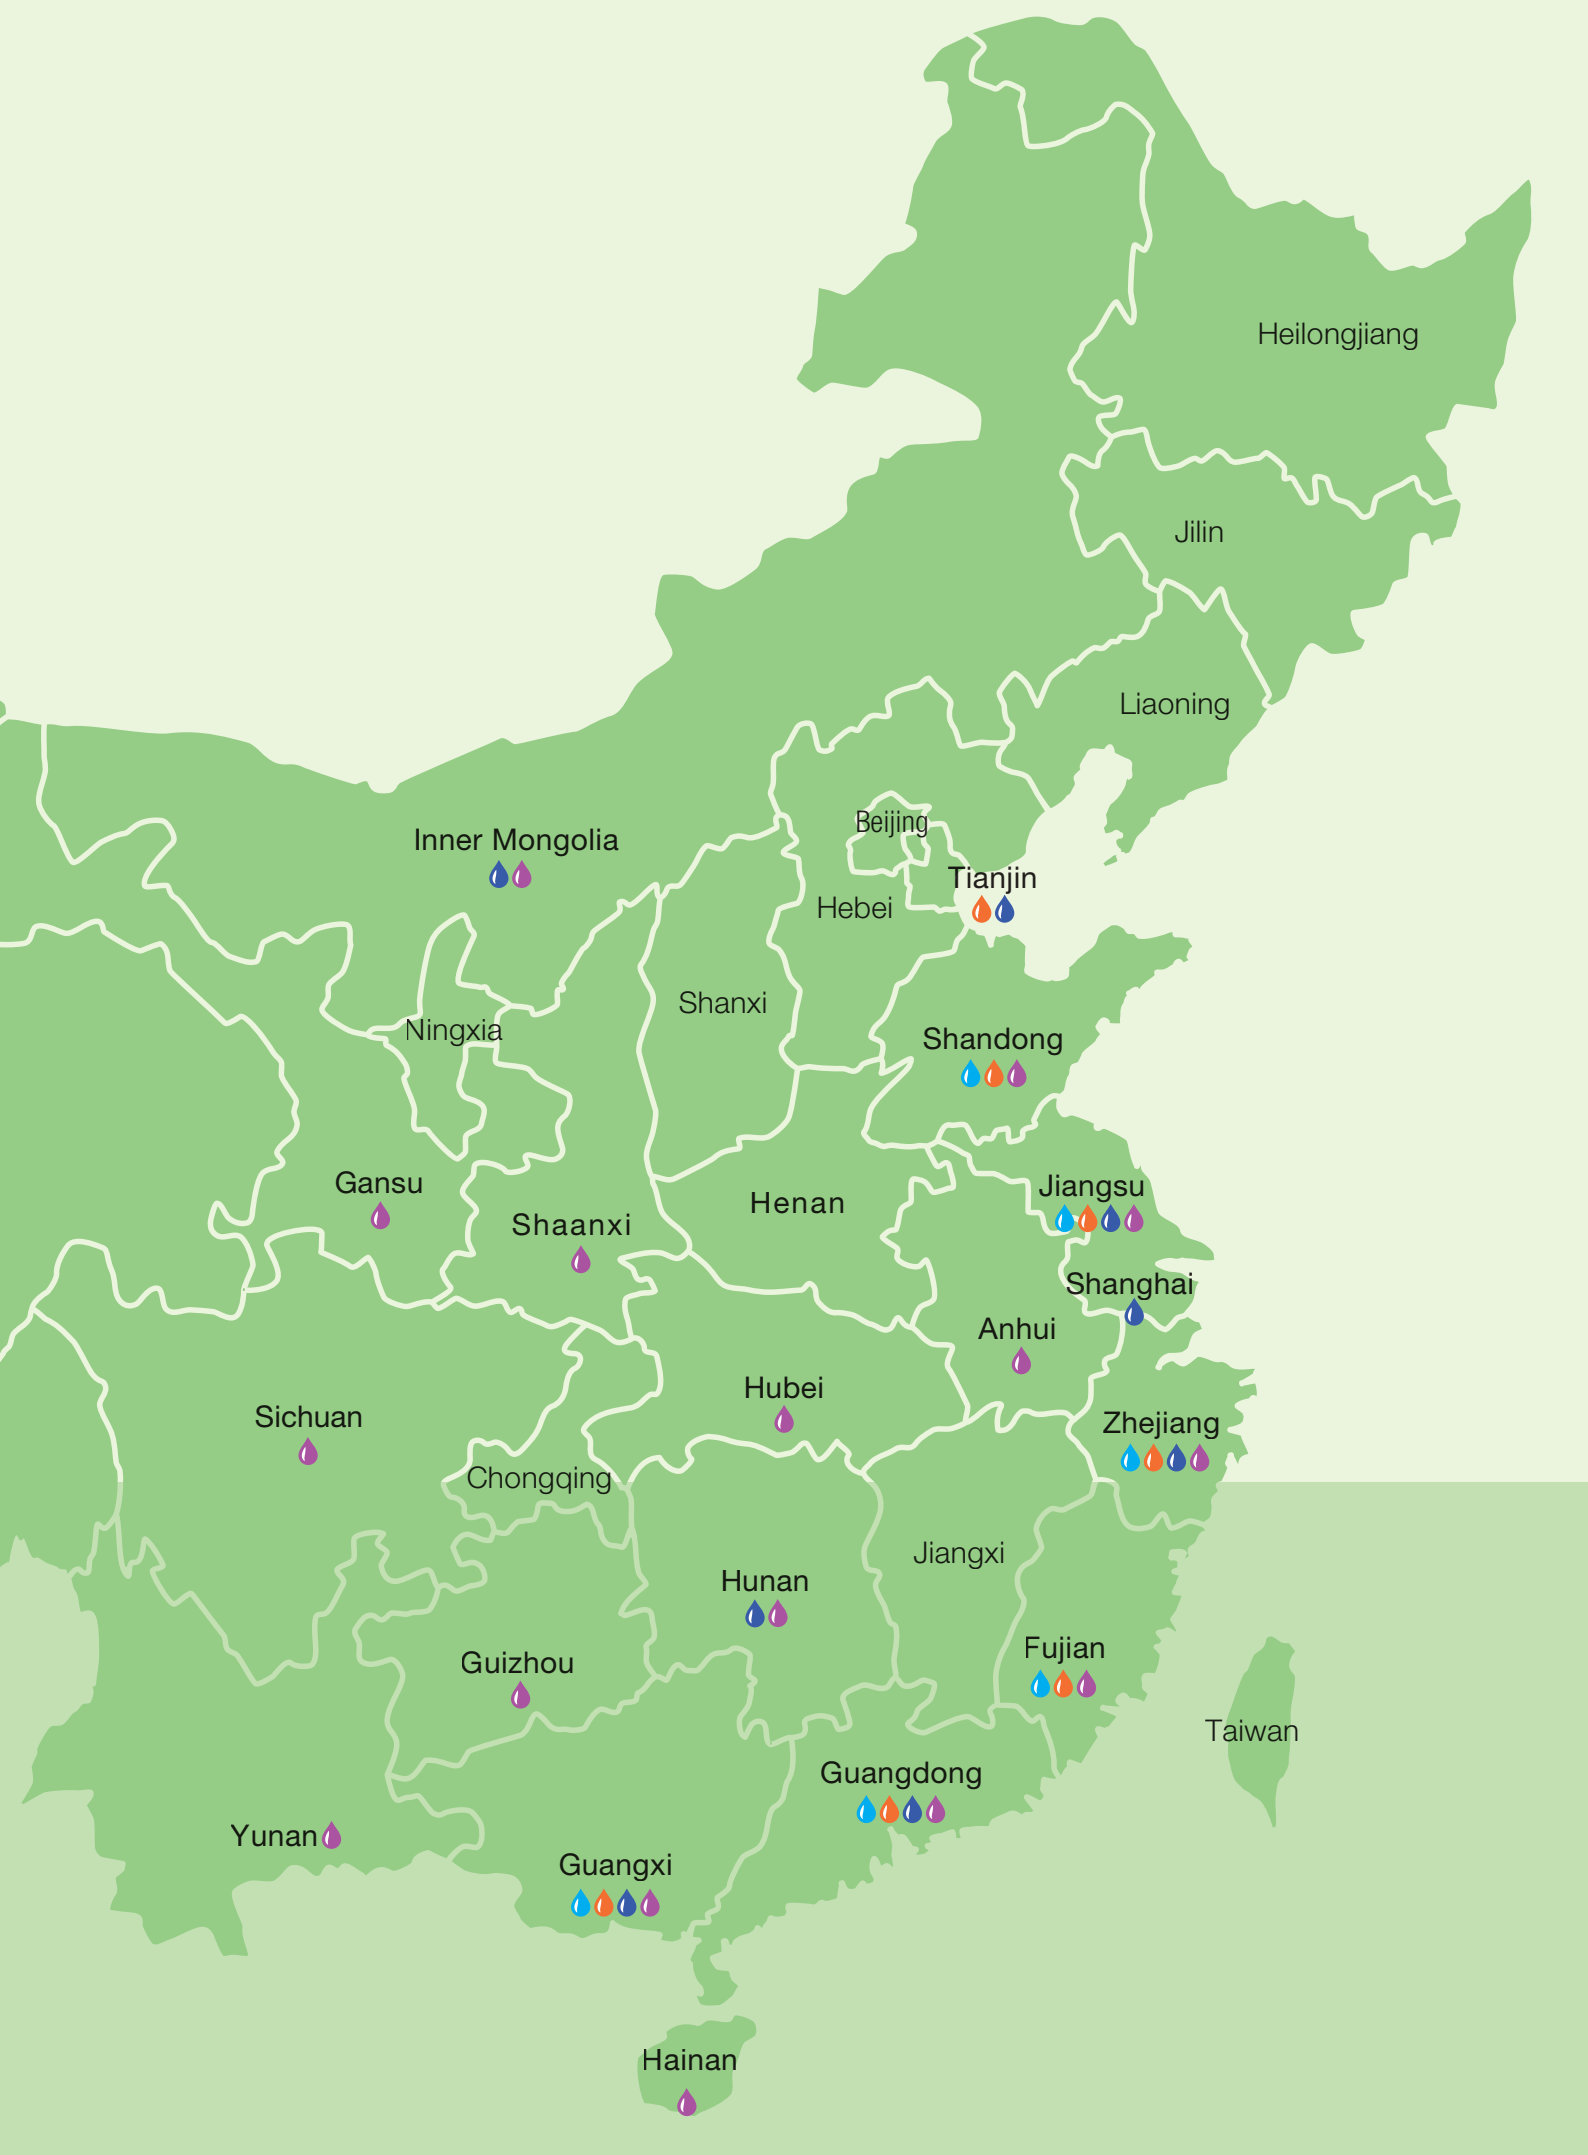 Heilongjiang
Jilin
Liaoning
Beijing
Inner Mongolia
Tianjin
Hebei
Shanxi
Ningxia
Shandong
Gansu
Jiangsu
Henan
Shaanxi
Shanghai
Anhui
Hubei
Sichuan
Zhejiang
Chongqing
Jiangxi
Hunan
Fujian
Guizhou
Taiwan
Guangdong
Yunan
Guangxi
Hainan